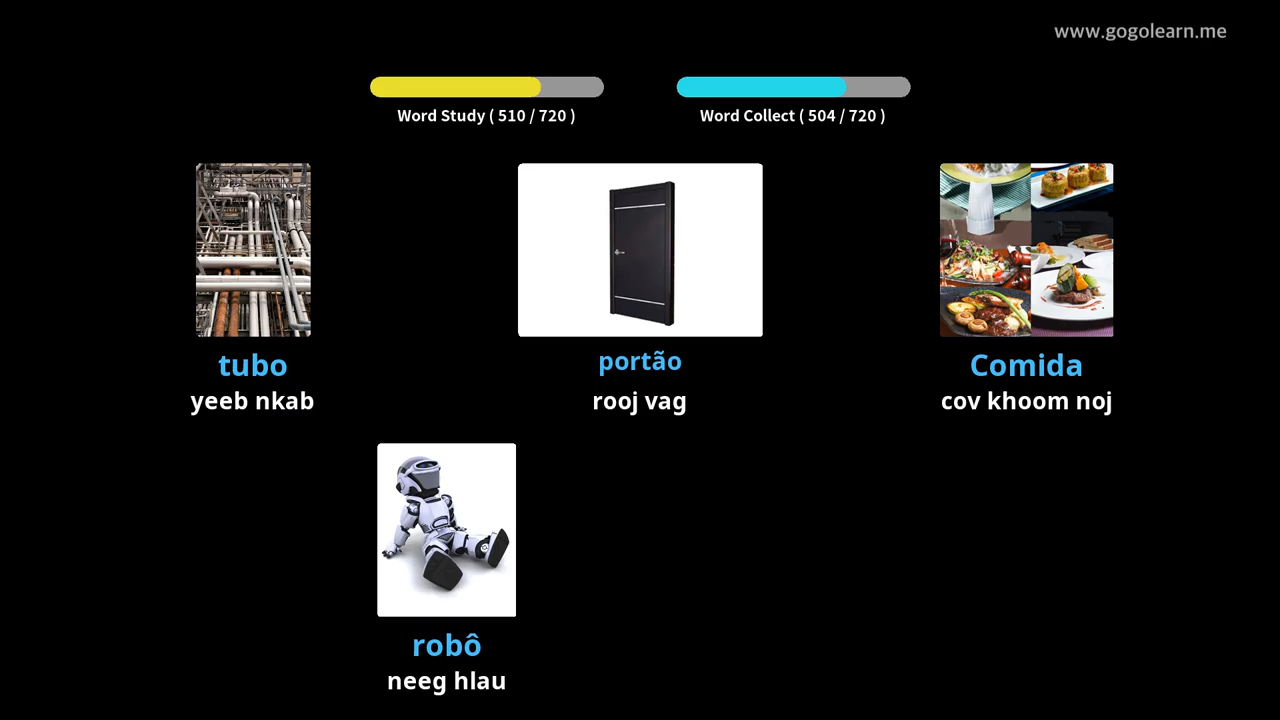 www.gogolearn.me
Word Study ( 510 / 720 )
Word Collect ( 504 / 720 )
tubo
yeeb nkab
portão
rooj vag
Comida
cov khoom noj
robô
neeg hlau